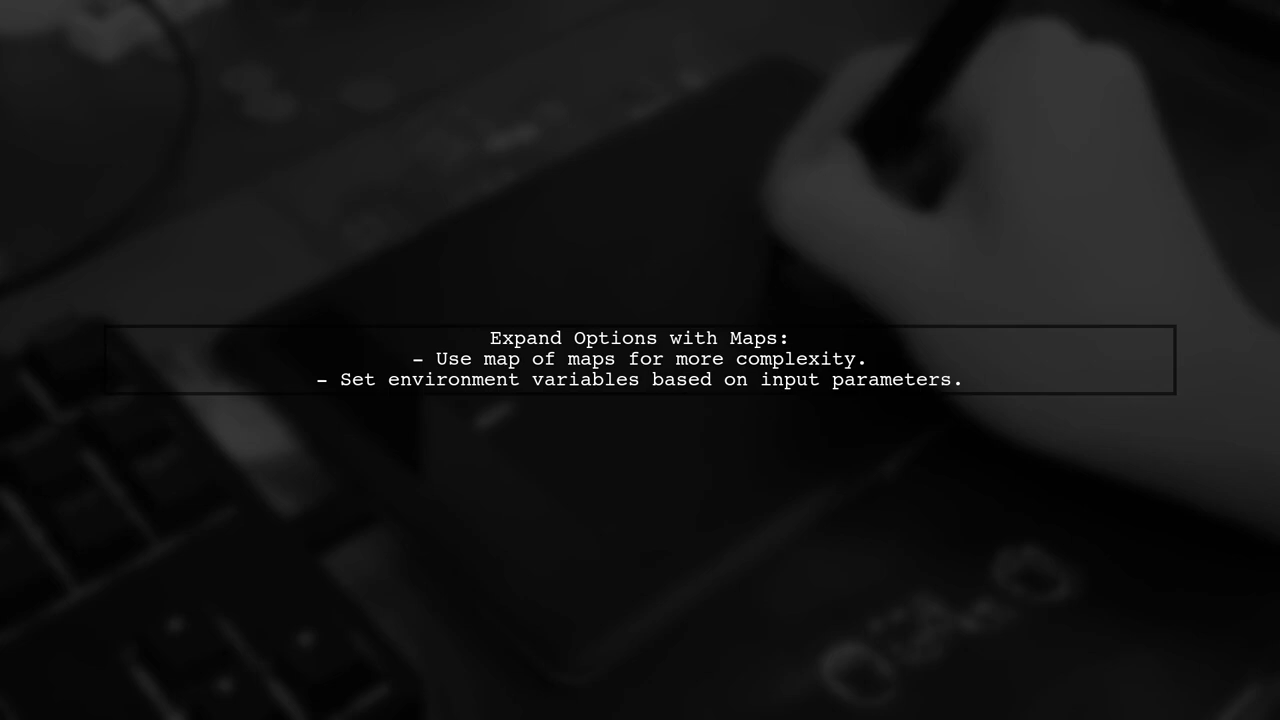 Expand Options with Maps:
- Use map of maps for more complexity.
- Set environment variables based on input parameters.